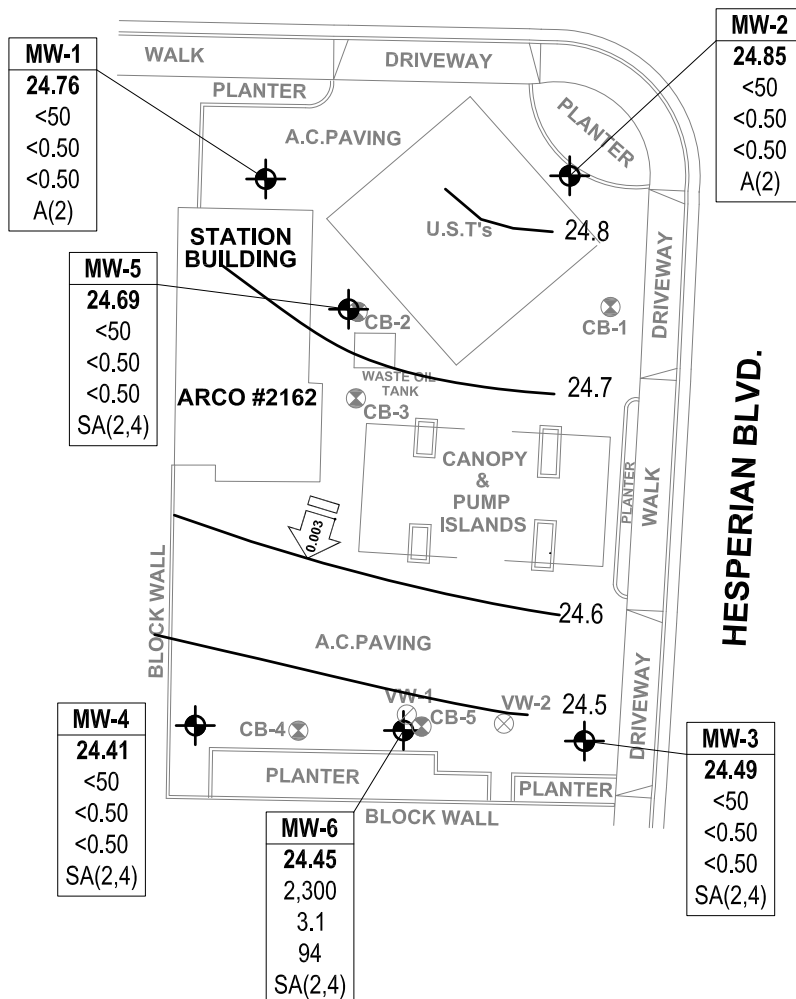 MW-1
24.76
<50
<0.50
<0.50
A(2)
WALK
DRIVEWAY
PLANTER
A.C.PAVING
PLANTER
MW-2
24.85
<50
<0.50
<0.50
A(2)
U.S.T's
24.8
STATION
BUILDING
MW-5
24.69
<50
<0.50
<0.50
SA(2,4)
CB-2
CB-1
DRIVEWAY
WASTE OIL
TANK
24.7
ARCO #2162
CB-3
CANOPY
&
PUMP
ISLANDS
PLANTER
WALK
HESPERIAN BLVD.
0.003
BLOCK WALL
24.6
A.C.PAVING
DRIVEWAY
VW-1
VW-2
24.5
MW-4
24.41
<50
<0.50
<0.50
SA(2,4)
CB-4
CB-5
MW-3
24.49
<50
<0.50
<0.50
SA(2,4)
PLANTER
PLANTER
BLOCK WALL
MW-6
24.45
2,300
3.1
94
SA(2,4)